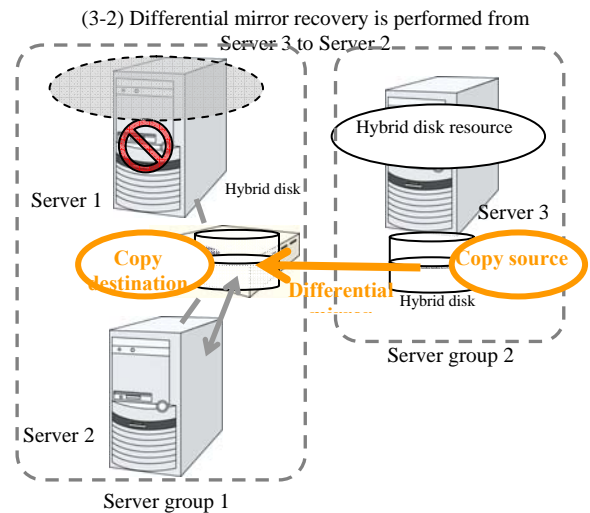 (3-2) Differential mirror recovery is performed from
Server 3 to Server 2
Hybrid disk resource
Server 1
Hybrid disk
Server 3
Copy
destination
Copy source
Differential
Hybrid disk
Server group 2
Server 2
Server group 1